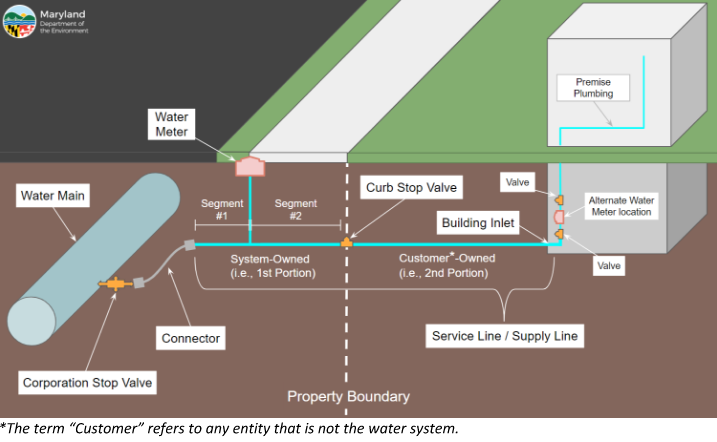 Maryland
Department of
the Environment
Water
Meter
Premise
Plumbing
Water Main
Segment
#1
Segment
#2
Curb Stop Valve
Valve
Alternate Water
Meter location
Building Inlet
System-Owned
(i.e., 1st Portion)
Customer*-Owned
(i.e., 2nd Portion)
Valve
Connector
Service Line / Supply Line
Corporation Stop Valve
Property Boundary
*The term “Customer” refers to any entity that is not the water system.